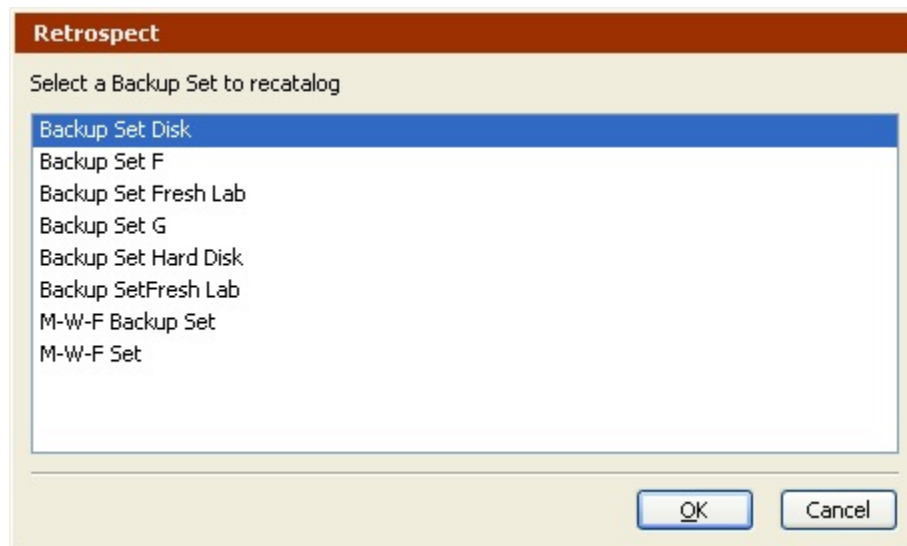 Retrospect
Select a Backup Set to recatalog
Backup Set Disk
Backup Set F
Backup Set Fresh Lab
Backup Set G
Backup Set Hard Disk
Backup SetFresh Lab
M-W-F Backup Set
M-W-F Set
OK
Cancel